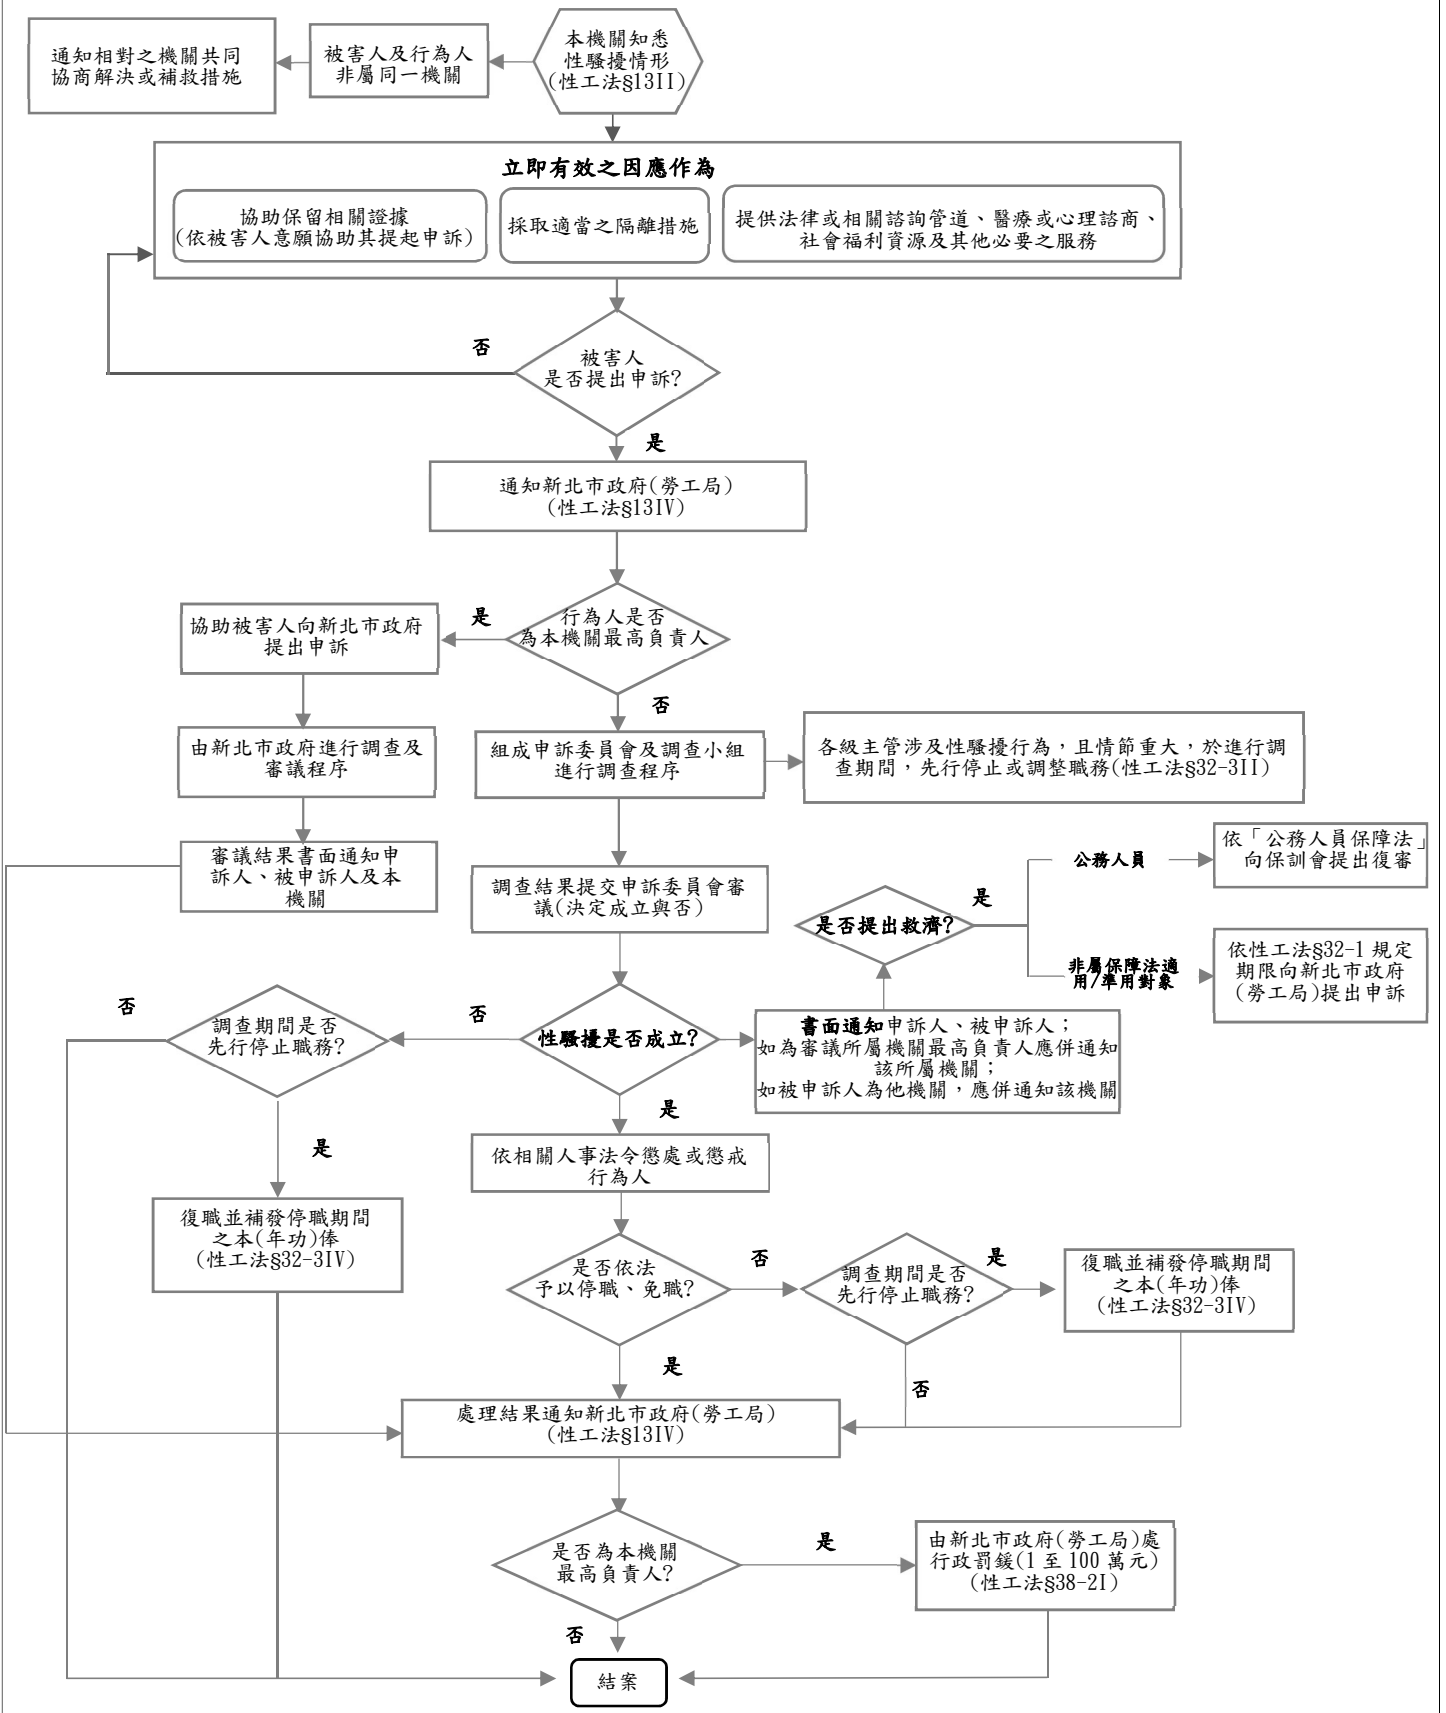 通知相對之機關共同
協商解決或補救措施
被害人及行為人
非屬同一機關
本機關知悉
性騷擾情形
(性工法§13II)
立即有效之因應作為
協助保留相關證據
(依被害人意願協助其提起申訴)
採取適當之隔離措施
提供法律或相關諮詢管道、醫療或心理諮商、
社會福利資源及其他必要之服務
否
被害人
是否提出申訴?
是
通知新北市政府(勞工局)
(性工法§13IV)
行為人是否
為本機關最高負責人
是
協助被害人向新北市政府
提出申訴
否
由新北市政府進行調查及
審議程序
組成申訴委員會及調查小組
進行調查程序
各級主管涉及性騷擾行為，且情節重大，於進行調
查期間，先行停止或調整職務(性工法§32-3II)
審議結果書面通知申
訴人、被申訴人及本
機關
調查結果提交申訴委員會審
議(決定成立與否)
是否提出救濟?
是
公務人員
依「公務人員保障法」
向保訓會提出復審
非屬保障法適
用/準用對象
依性工法§32-1 規定
期限向新北市政府
(勞工局)提出申訴
否
調查期間是否
先行停止職務?
否
性騷擾是否成立?
書面通知申訴人、被申訴人；
如為審議所屬機關最高負責人應併通知
該所屬機關；
如被申訴人為他機關，應併通知該機關
是
是
依相關人事法令懲處或懲戒
行為人
復職並補發停職期間
之本(年功)俸
(性工法§32-3IV)
是否依法
予以停職、免職?
否
調查期間是否
先行停止職務?
是
復職並補發停職期間
之本(年功)俸
(性工法§32-3IV)
是
否
處理結果通知新北市政府(勞工局)
(性工法§13IV)
是否為本機關
最高負責人?
是
由新北市政府(勞工局)處
行政罰鍰(1 至 100 萬元)
(性工法§38-2I)
否
結案